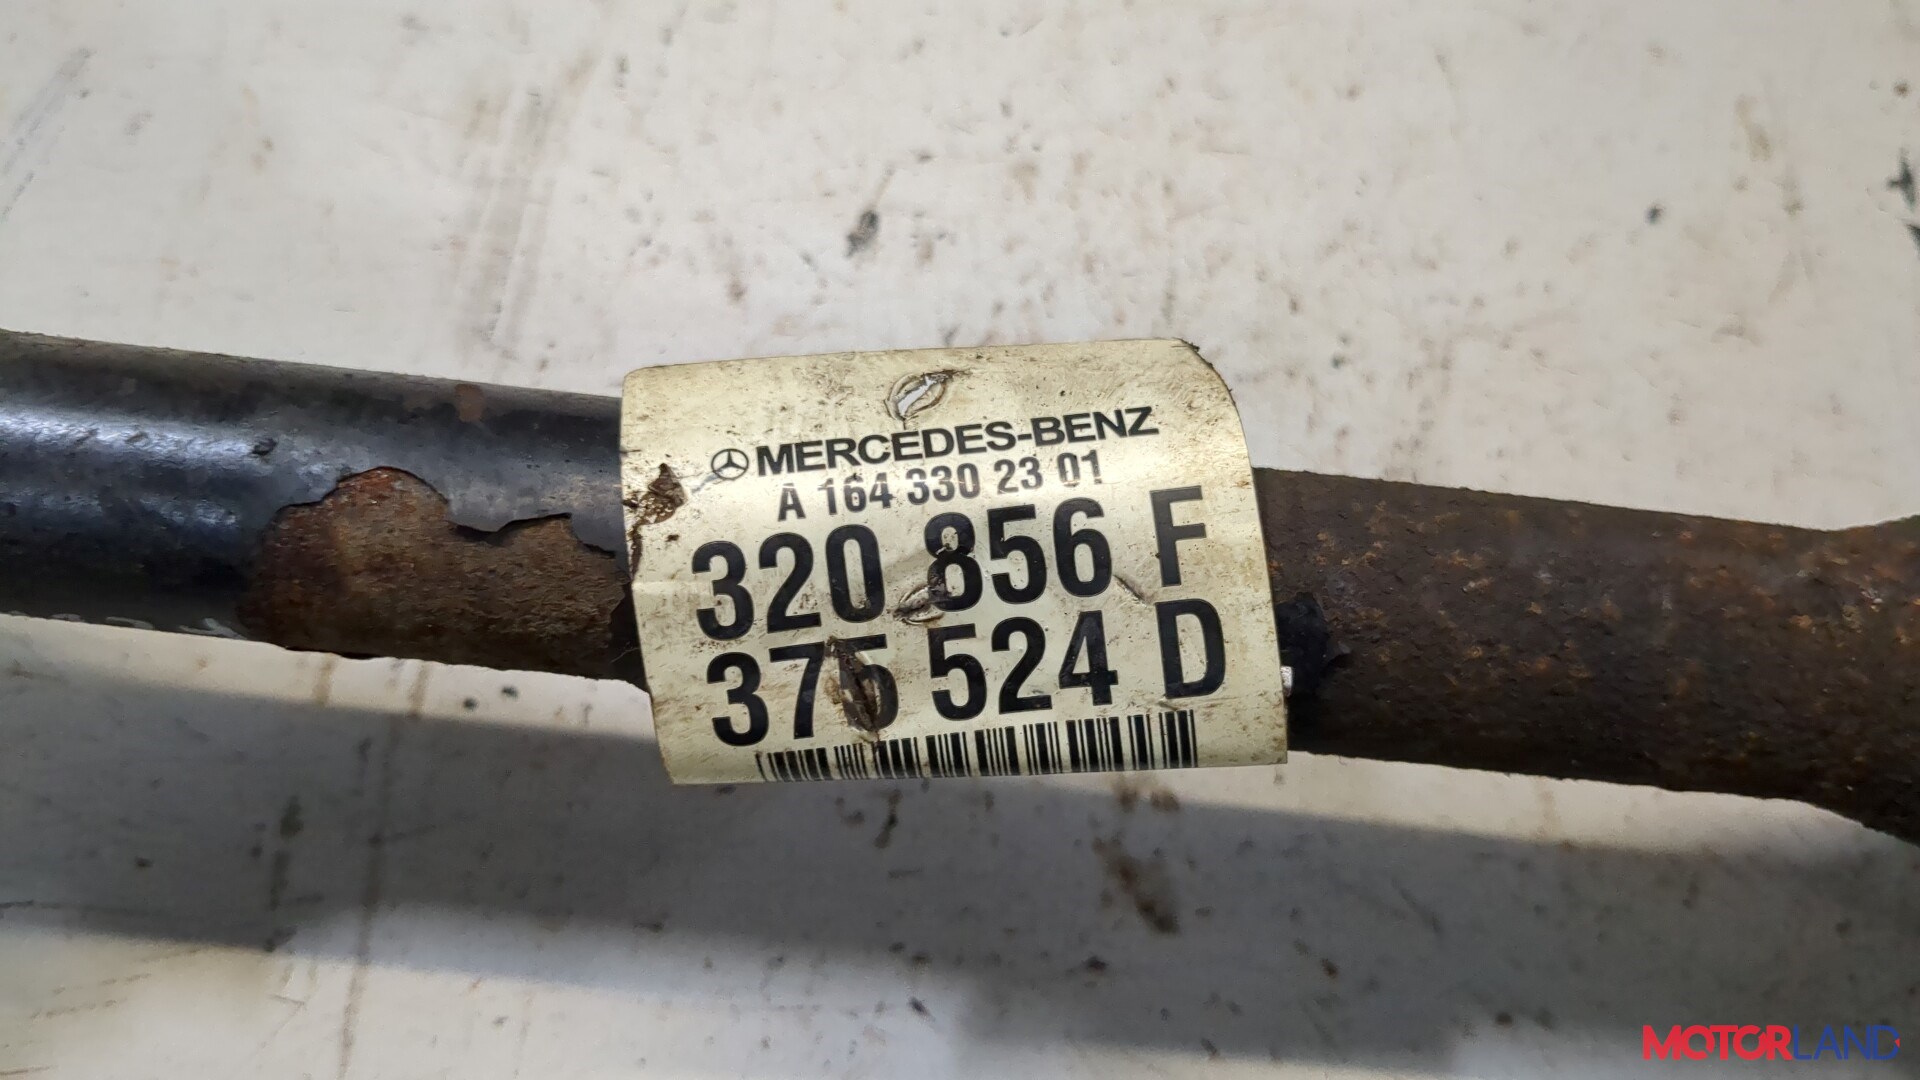 MERCEDES-BENZ
A 164 330 23 01
320 856 F
375 524 D
MOTORLAND